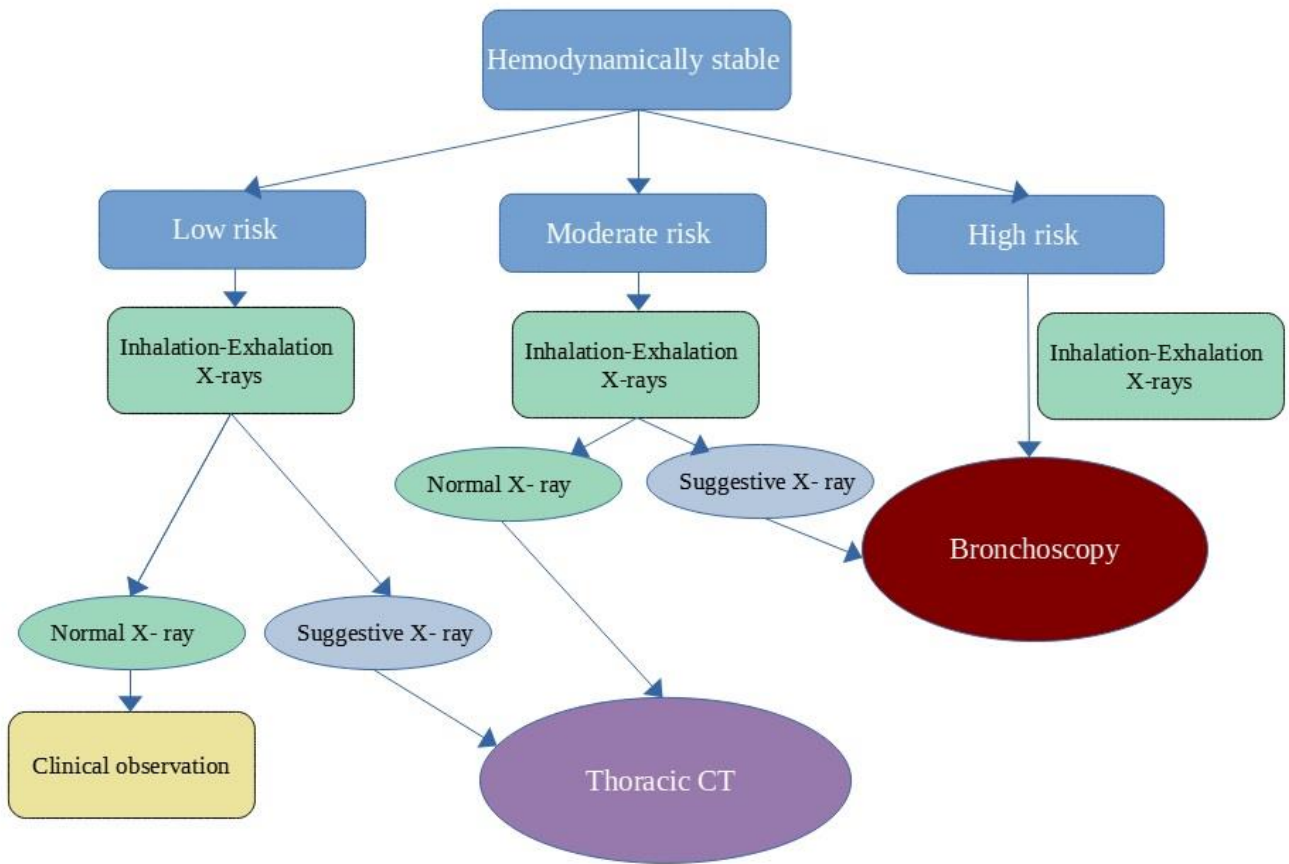 Hemodynamically stable
Low risk
Moderate risk
High risk
Inhalation-Exhalation
X-rays
Inhalation-Exhalation
X-rays
Inhalation-Exhalation
X-rays
Normal X- ray
Suggestive X- ray
Bronchoscopy
Normal X- ray
Suggestive X- ray
Clinical observation
Thoracic CT